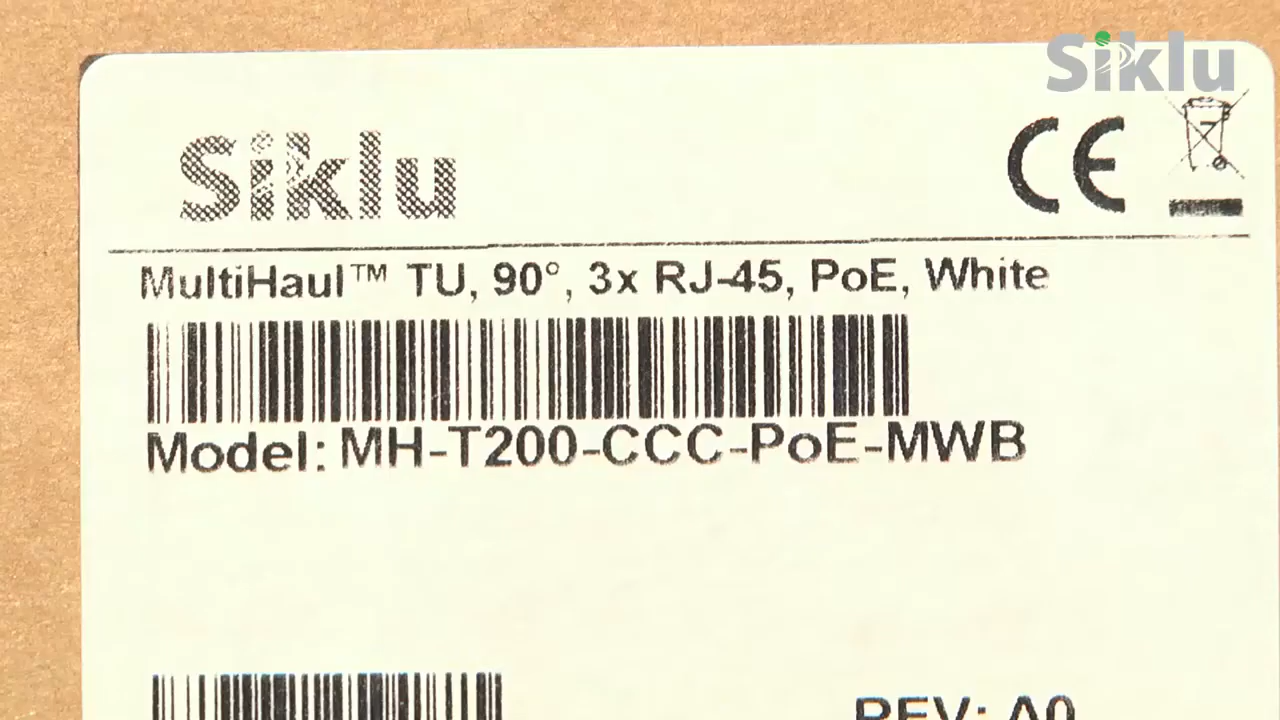 Siklu
Siklu
CE
MultiHaul™ TU, 90°, 3x RJ-45, PoE, White
Model: MH-T200-CCC-PoE-MWB
REV: A0